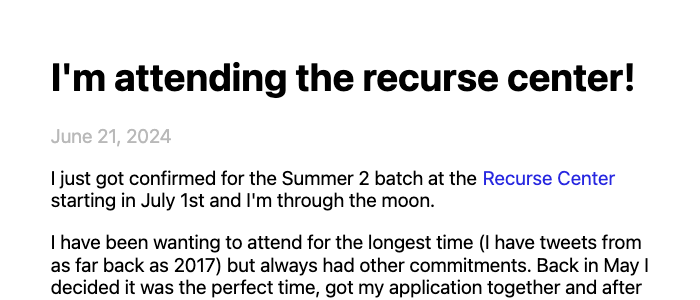 I'm attending the recurse center!
June 21, 2024
I just got confirmed for the Summer 2 batch at the Recurse Center
starting in July 1st and I'm through the moon.
I have been wanting to attend for the longest time (I have tweets from
as far back as 2017) but always had other commitments. Back in May I
decided it was the perfect time, got my application together and after